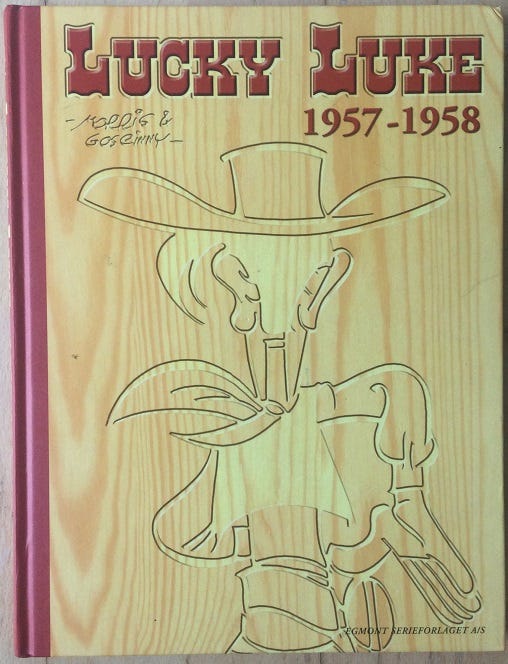 LUCKY LUKE
1957-1958
-MORRIS &
GOSCINNY-
EGMONT SERIEFORLAGET A/S